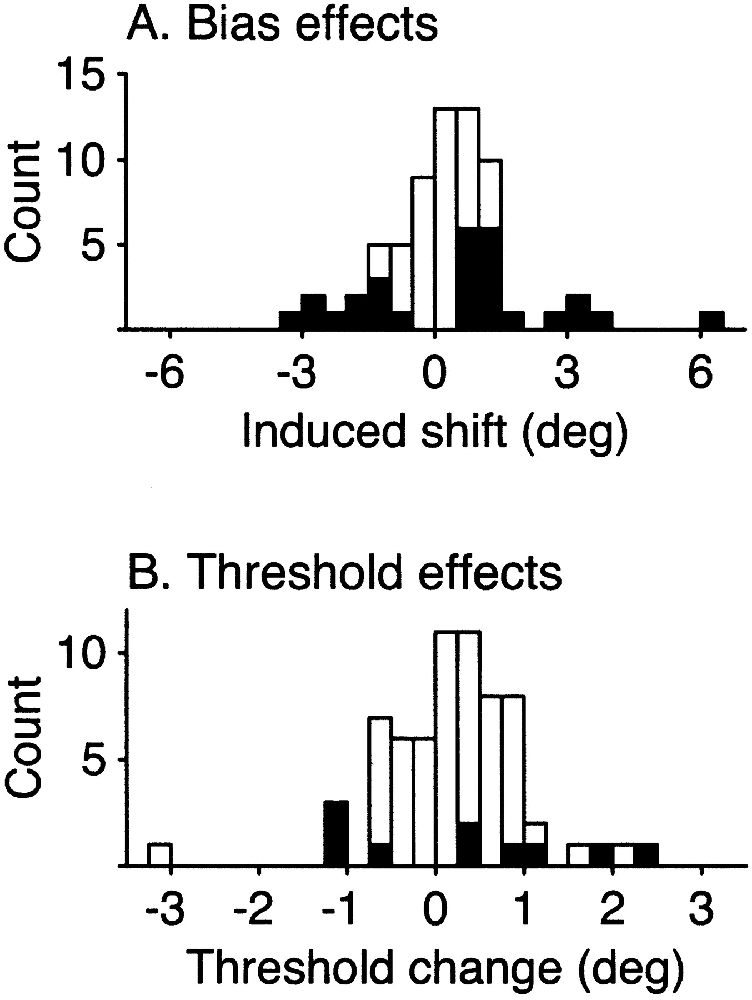 A. Bias effects
15
10
5
Count
-6 -3 0 3 6
Induced shift (deg)
B. Threshold effects
10
5
Count
-3 -2 -1 0 1 2 3
Threshold change (deg)